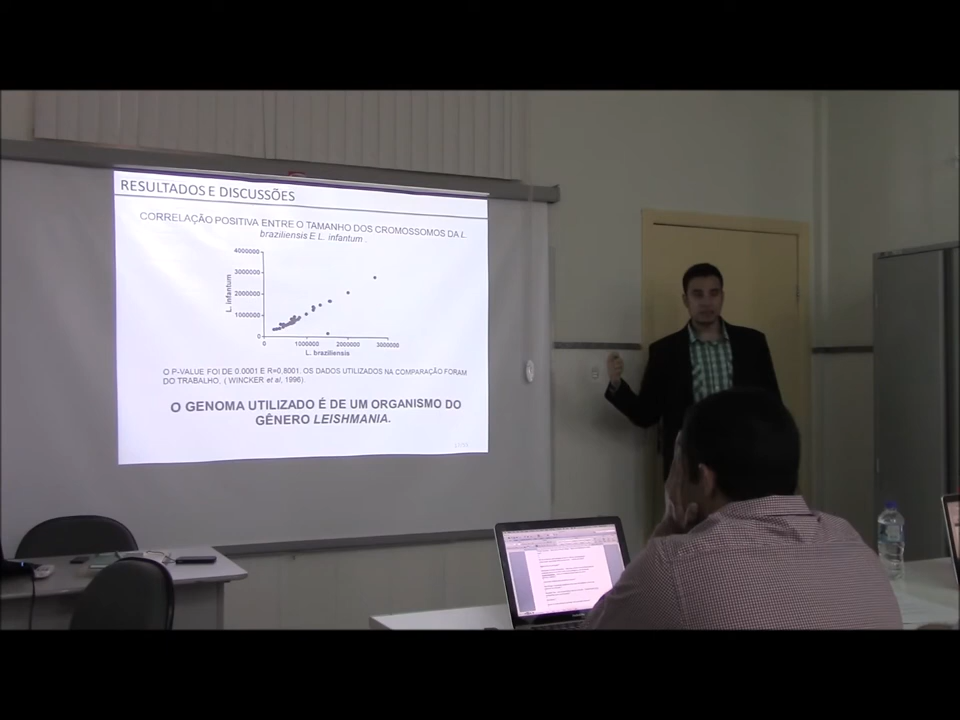 RESULTADOS E DISCUSSÕES
CORRELAÇÃO POSITIVA ENTRE O TAMANHO DOS CROMOSSOMOS DA L.
braziliensis E L. infantum .
4000000
3000000
2000000
1000000
0
L. infantum
0 1000000 2000000 3000000
L. braziliensis
O P-VALUE FOI DE 0.0001 E R=0,8001. OS DADOS UTILIZADOS NA COMPARAÇÃO FORAM
DO TRABALHO, ( WINCKER et al, 1996).
O GENOMA UTILIZADO É DE UM ORGANISMO DO
GÊNERO LEISHMANIA.